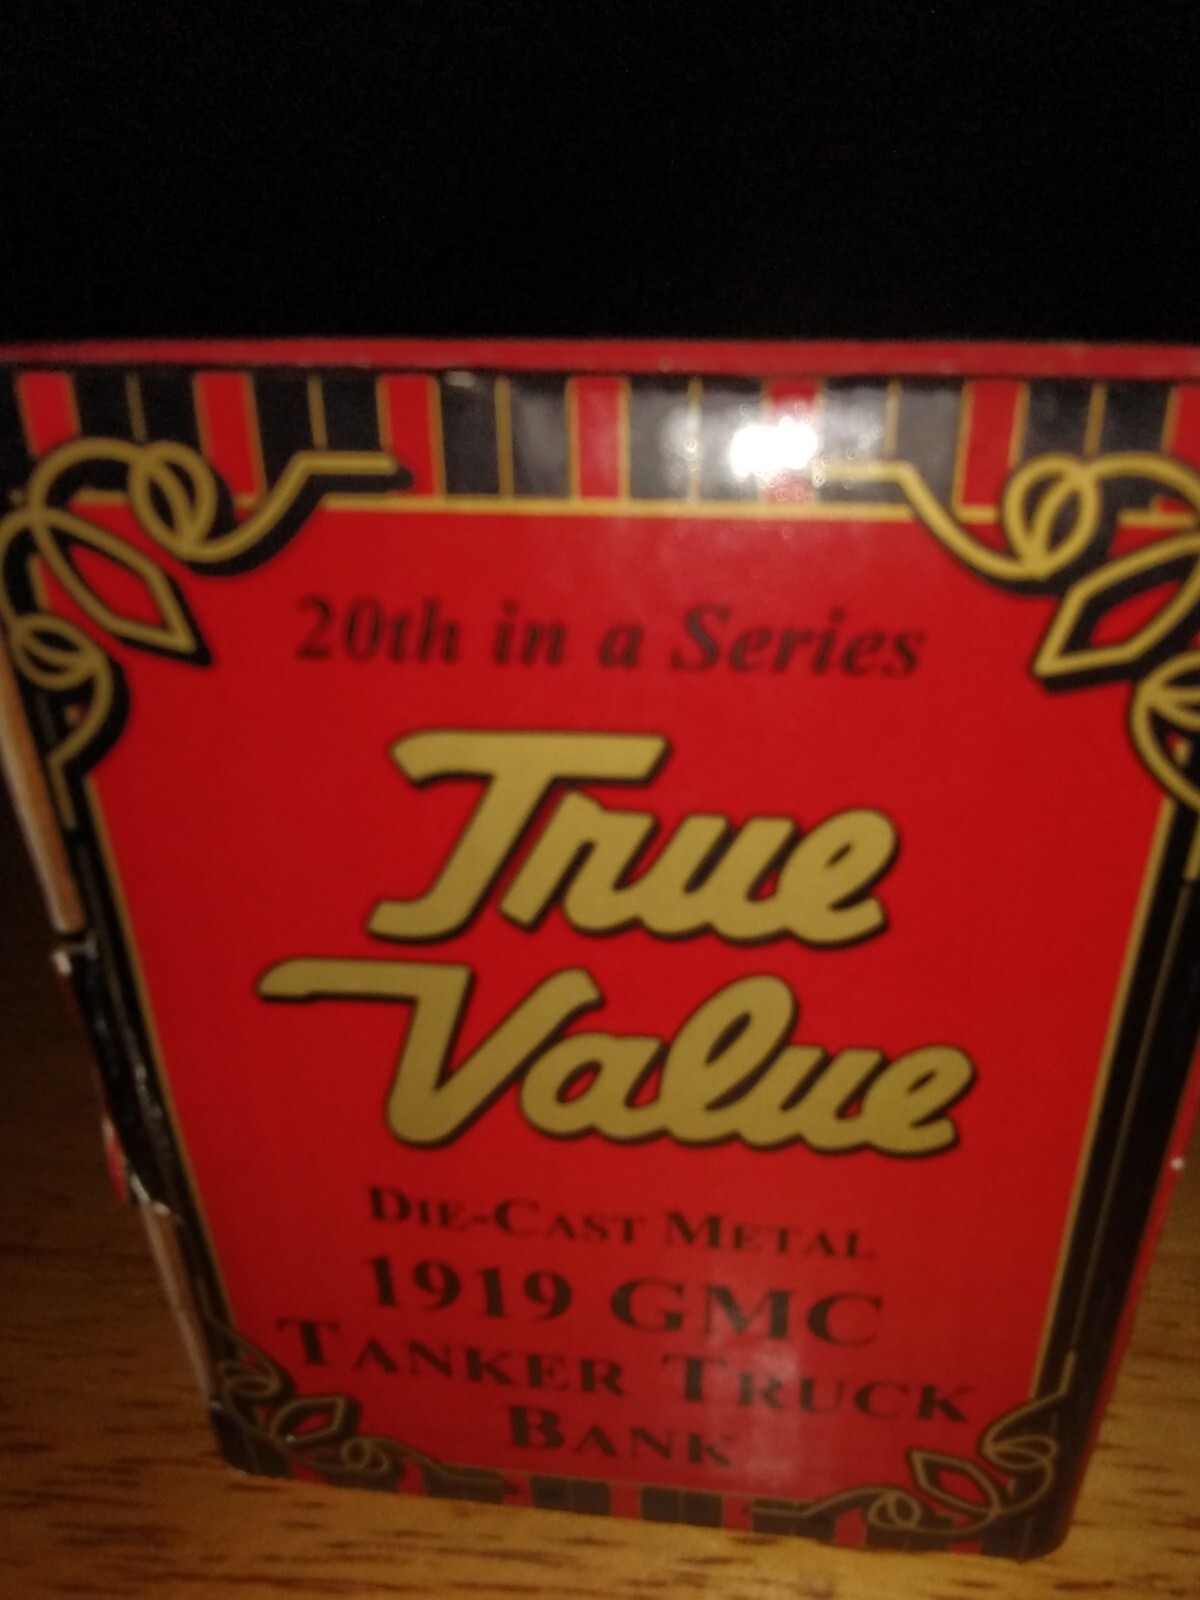 20th in a Series
True
Value
Die-Cast Metal
1919 GMC
Tanker Truck
Bank